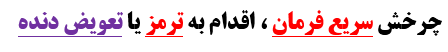 چرخش سریع فرمان ، اقدام به ترمز یا تعویض دنده